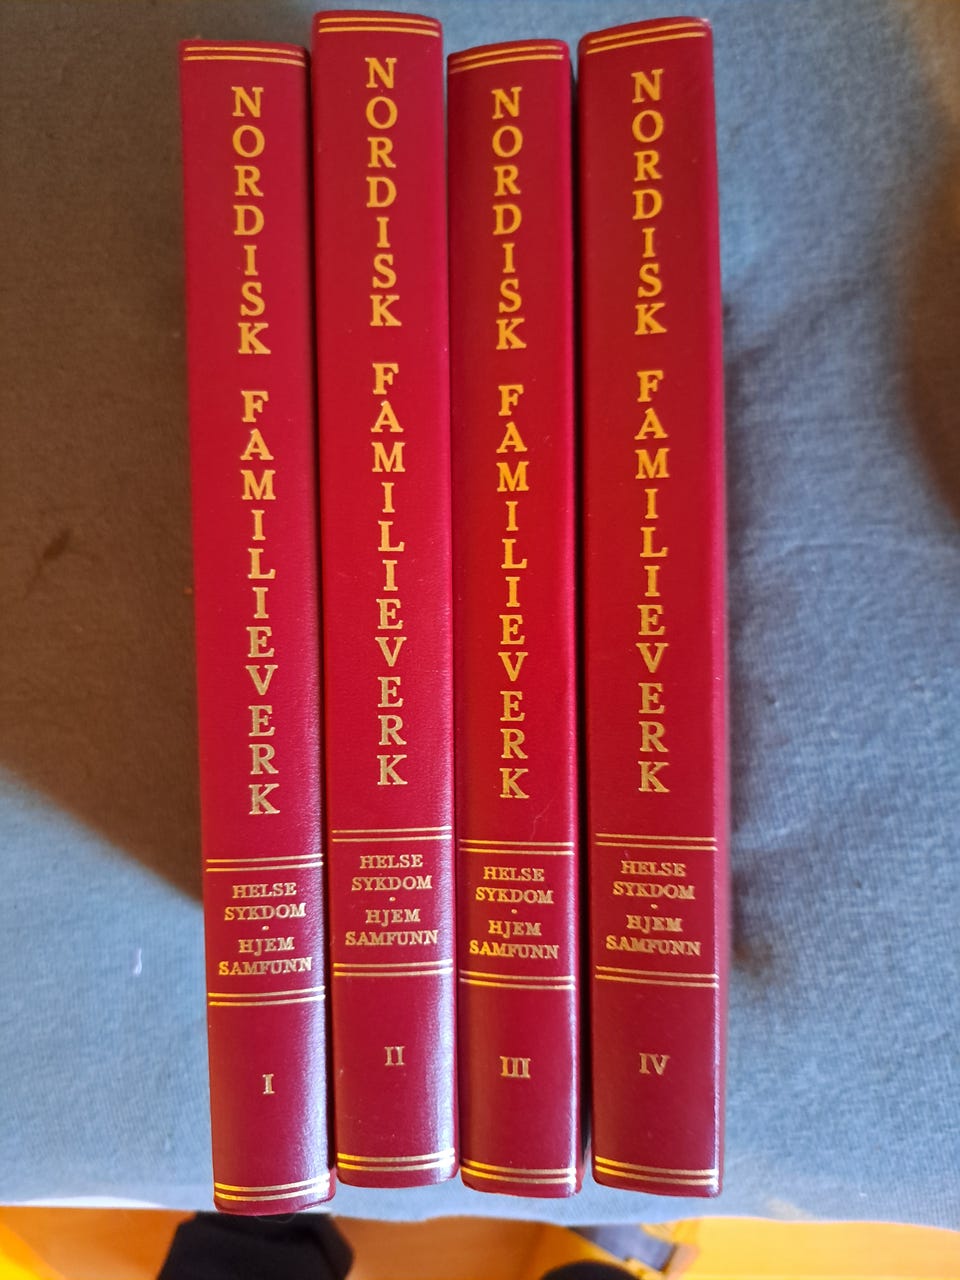 NORDISK FAMILIEVERK
HELSE
SYKDOM
·
HJEM
SAMFUNN
I
NORDISK FAMILIEVERK
HELSE
SYKDOM
·
HJEM
SAMFUNN
II
NORDISK FAMILIEVERK
HELSE
SYKDOM
·
HJEM
SAMFUNN
III
NORDISK FAMILIEVERK
HELSE
SYKDOM
·
HJEM
SAMFUNN
IV